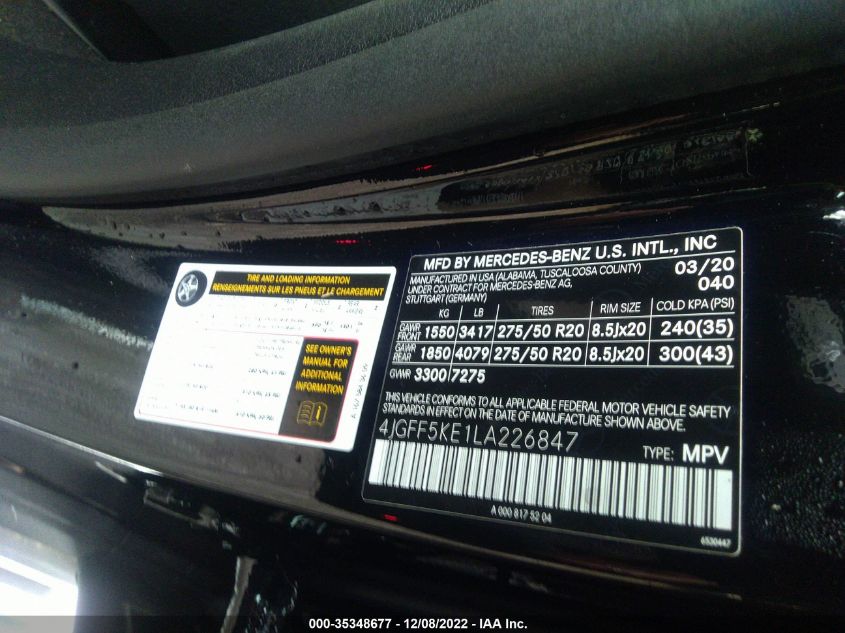 TIRE AND LOADING INFORMATION
RENSEIGNEMENTS SUR LES PNEUS ET LE CHARGEMENT
SEE OWNER'S
MANUAL FOR
ADDITIONAL
INFORMATION
MFD BY MERCEDES-BENZ U.S. INTL., INC
MANUFACTURED IN USA (ALABAMA, TUSCALOOSA COUNTY) 03/20
UNDER CONTRACT FOR MERCEDES-BENZ AG, 040
STUTTGART (GERMANY)
KG LB TIRES RIM SIZE COLD KPA (PSI)
GAWR FRONT 1550 3417 275/50 R20 8.5Jx20 240(35)
GAWR REAR 1850 4079 275/50 R20 8.5Jx20 300(43)
GVWR 3300 7275
THIS VEHICLE CONFORMS TO ALL APPLICABLE FEDERAL MOTOR VEHICLE SAFETY
STANDARDS IN EFFECT ON THE DATE OF MANUFACTURE SHOWN ABOVE.
4JGFF5KE1LA226847
TYPE: MPV
A 000 817 52 04
6530447
000-35348677 - 12/08/2022 - IAA Inc.